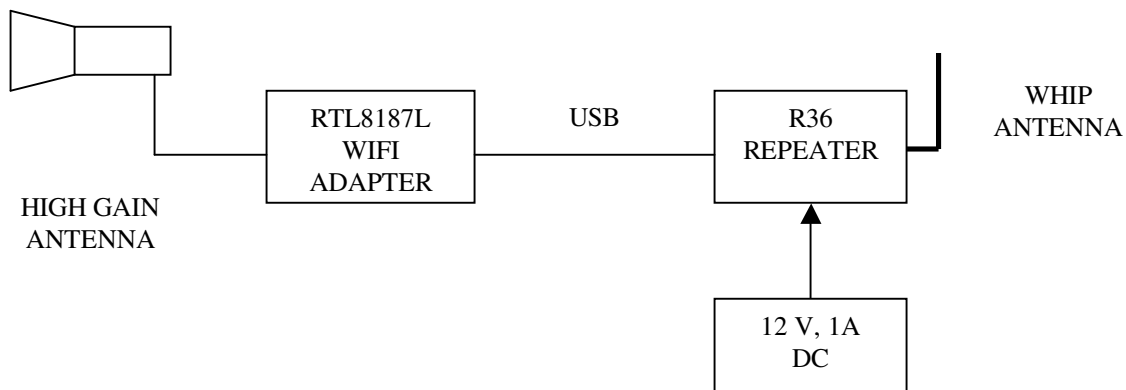 RTL8187L
WIFI
ADAPTER
USB
R36
REPEATER
WHIP
ANTENNA
HIGH GAIN
ANTENNA
12 V, 1A
DC